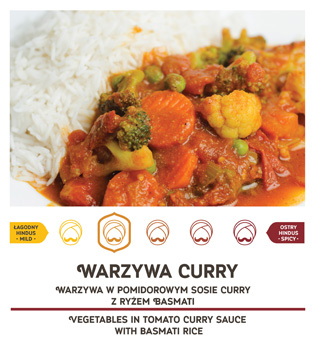 ŁAGODNY
HINDUS
• MILD •
OSTRY
HINDUS
• SPICY •
WARZYWA CURRY
WARZYWA W POMIDOROWYM SOSIE CURRY
Z RYŻEM BASMATI
VEGETABLES IN TOMATO CURRY SAUCE
WITH BASMATI RICE